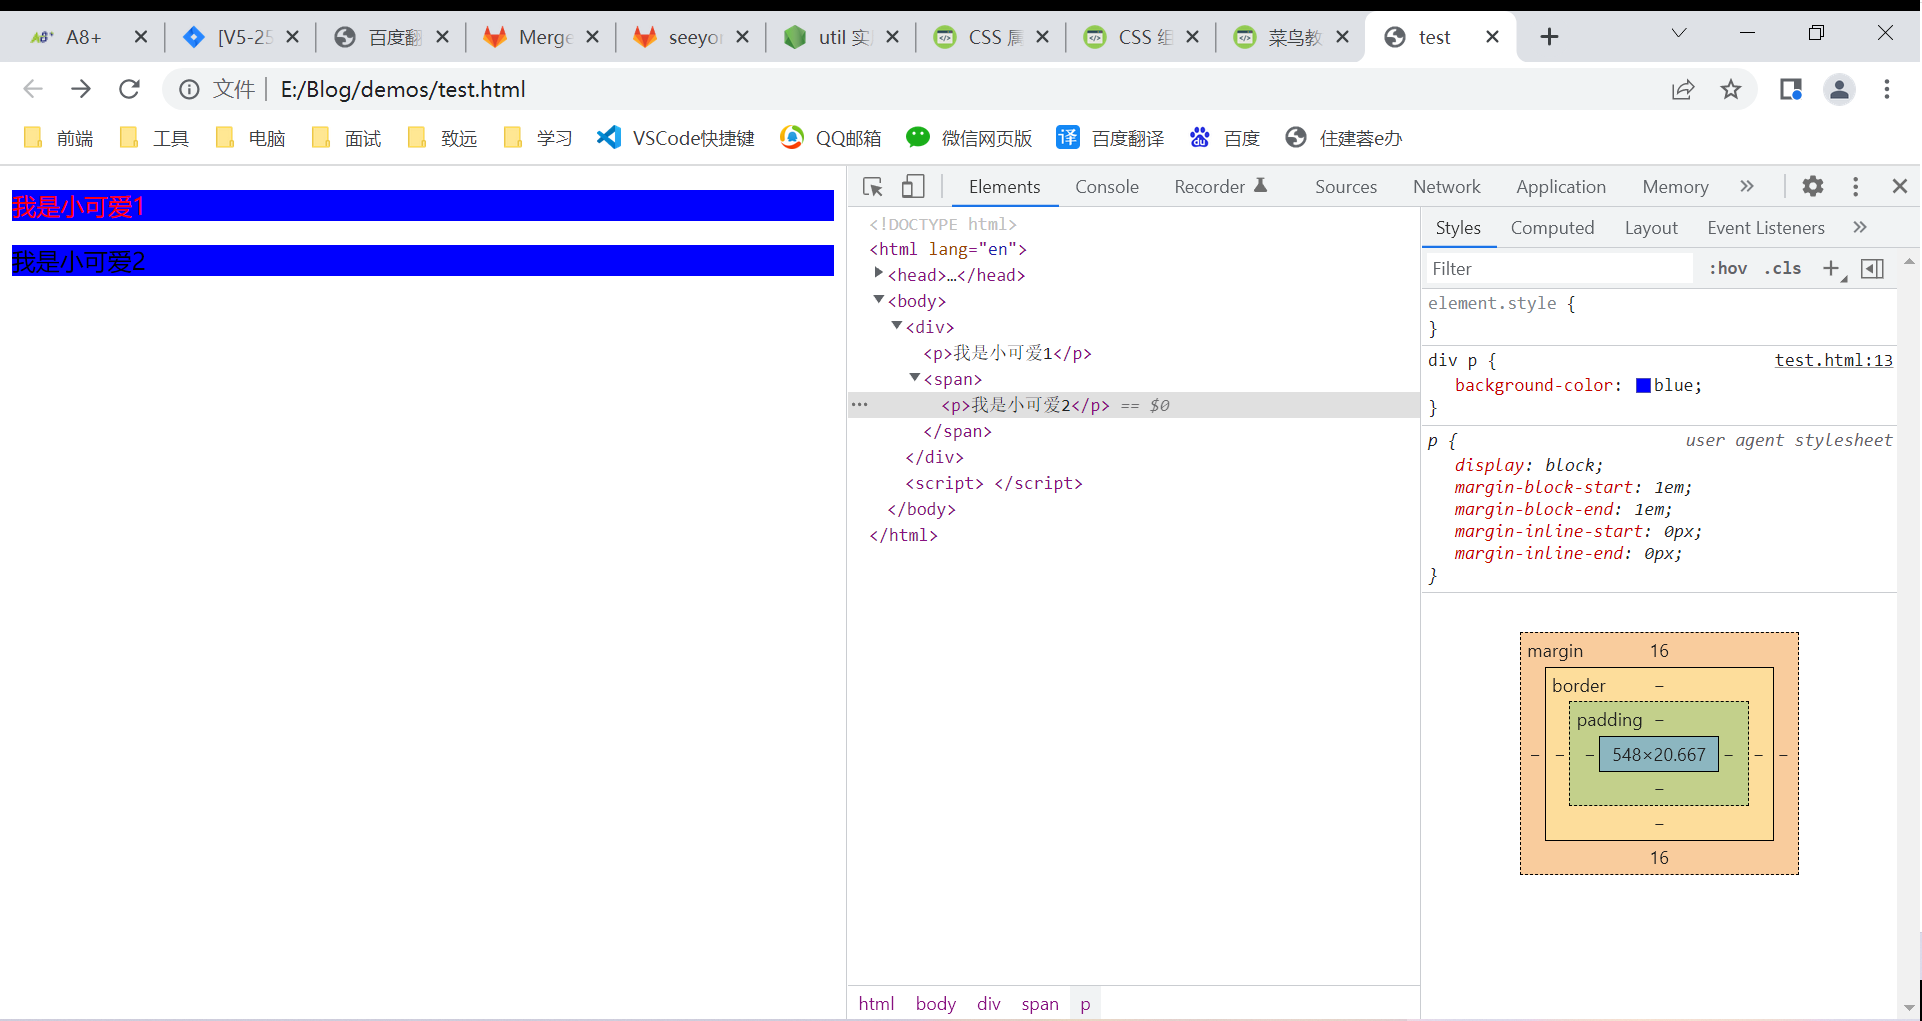 A8+ [V5-25 百度翻 Merge seeyo util 实 CSS 属 CSS 组 菜鸟教 test
文件 E:/Blog/demos/test.html
前端 工具 电脑 面试 致远 学习 VSCode快捷键 QQ邮箱 微信网页版 译 百度翻译 百度 住建蓉e办
我是小可爱1
我是小可爱2
Elements Console Recorder Sources Network Application Memory »
<!DOCTYPE html>
<html lang="en">
<head>…</head>
<body>
<div>
<p>我是小可爱1</p>
<span>
<p>我是小可爱2</p> == $0
</span>
</div>
<script> </script>
</body>
</html>
html body div span p
Styles Computed Layout Event Listeners »
Filter :hov .cls +
element.style {
}
div p { test.html:13
background-color: blue;
}
p { user agent stylesheet
display: block;
margin-block-start: 1em;
margin-block-end: 1em;
margin-inline-start: 0px;
margin-inline-end: 0px;
}
margin 16
border –
padding –
– – – 548×20.667 – – –
–
–
16